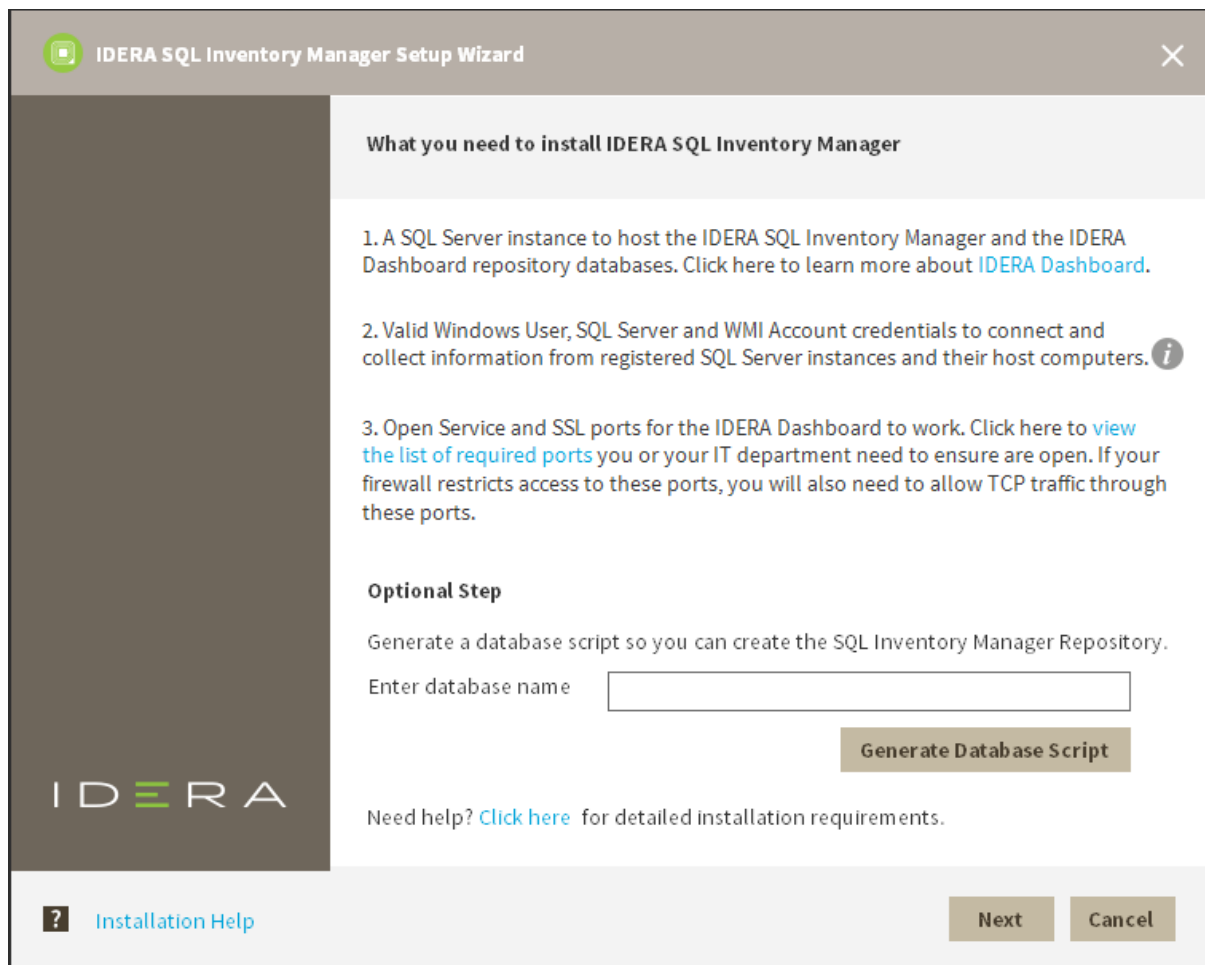 IDERA SQL Inventory Manager Setup Wizard
What you need to install IDERA SQL Inventory Manager
1. A SQL Server instance to host the IDERA SQL Inventory Manager and the IDERA
Dashboard repository databases. Click here to learn more about IDERA Dashboard.
2. Valid Windows User, SQL Server and WMI Account credentials to connect and
collect information from registered SQL Server instances and their host computers. i
3. Open Service and SSL ports for the IDERA Dashboard to work. Click here to view
the list of required ports you or your IT department need to ensure are open. If your
firewall restricts access to these ports, you will also need to allow TCP traffic through
these ports.
Optional Step
Generate a database script so you can create the SQL Inventory Manager Repository.
Enter database name
Generate Database Script
IDERA
Need help? Click here for detailed installation requirements.
? Installation Help
Next Cancel